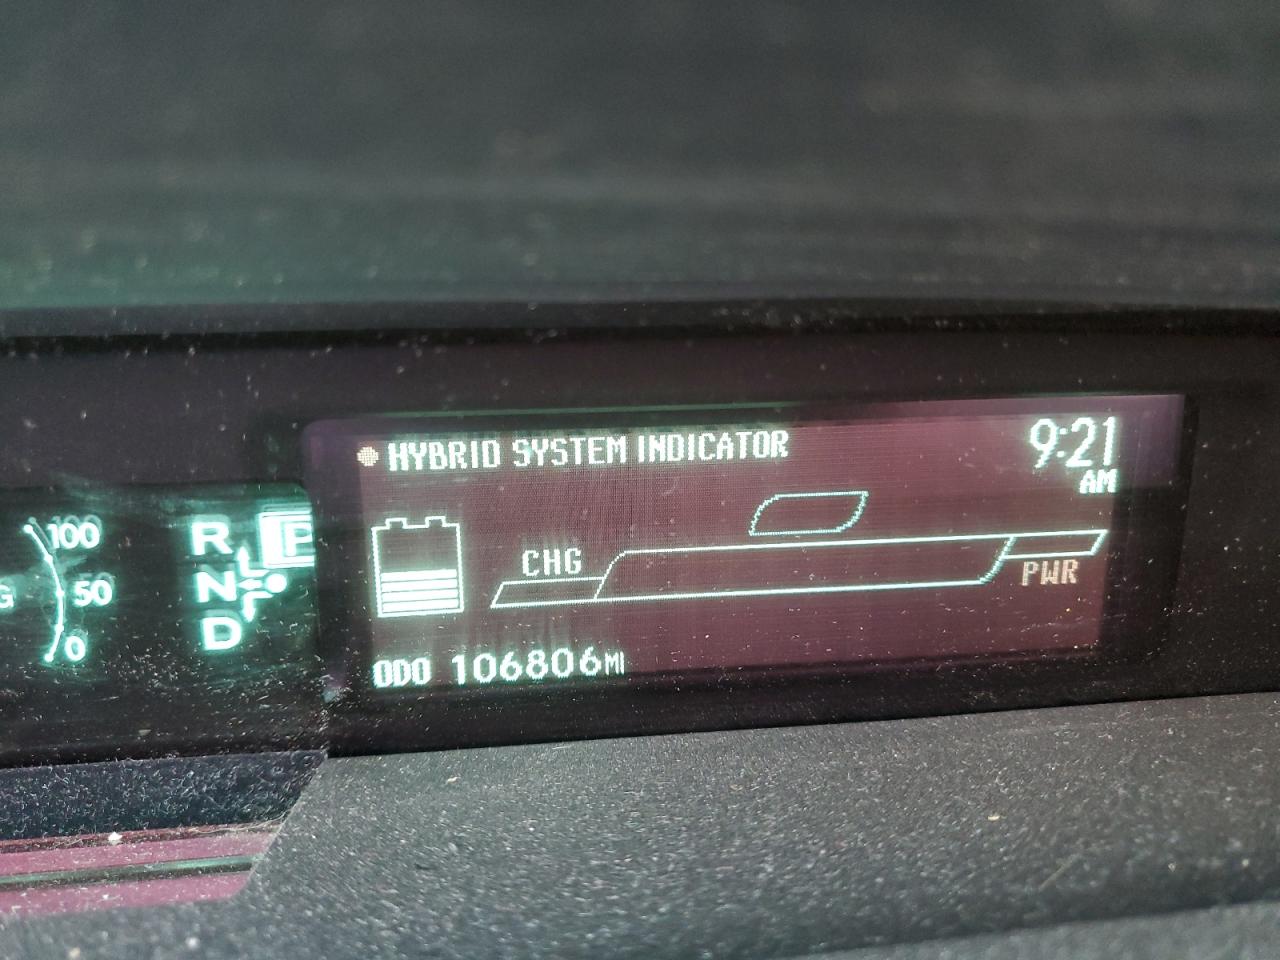 HYBRID SYSTEM INDICATOR
9:21
AM
100
50
0
G
R
N
D
P
CHG
PWR
ODO 106806MI